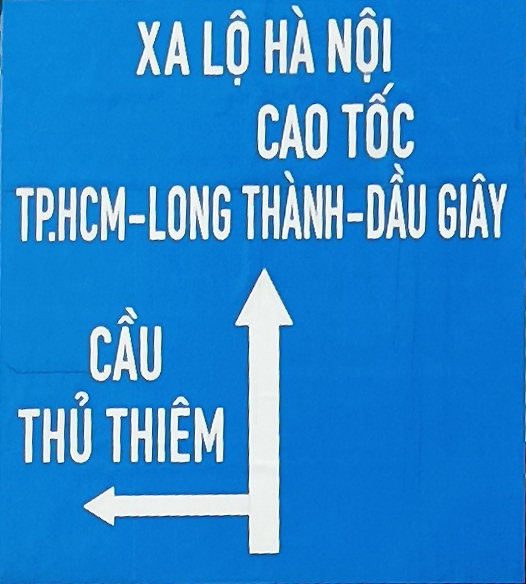 XA LỘ HÀ NỘI
CAO TỐC
TP.HCM-LONG THÀNH-DẦU GIÂY
CẦU
THỦ THIÊM